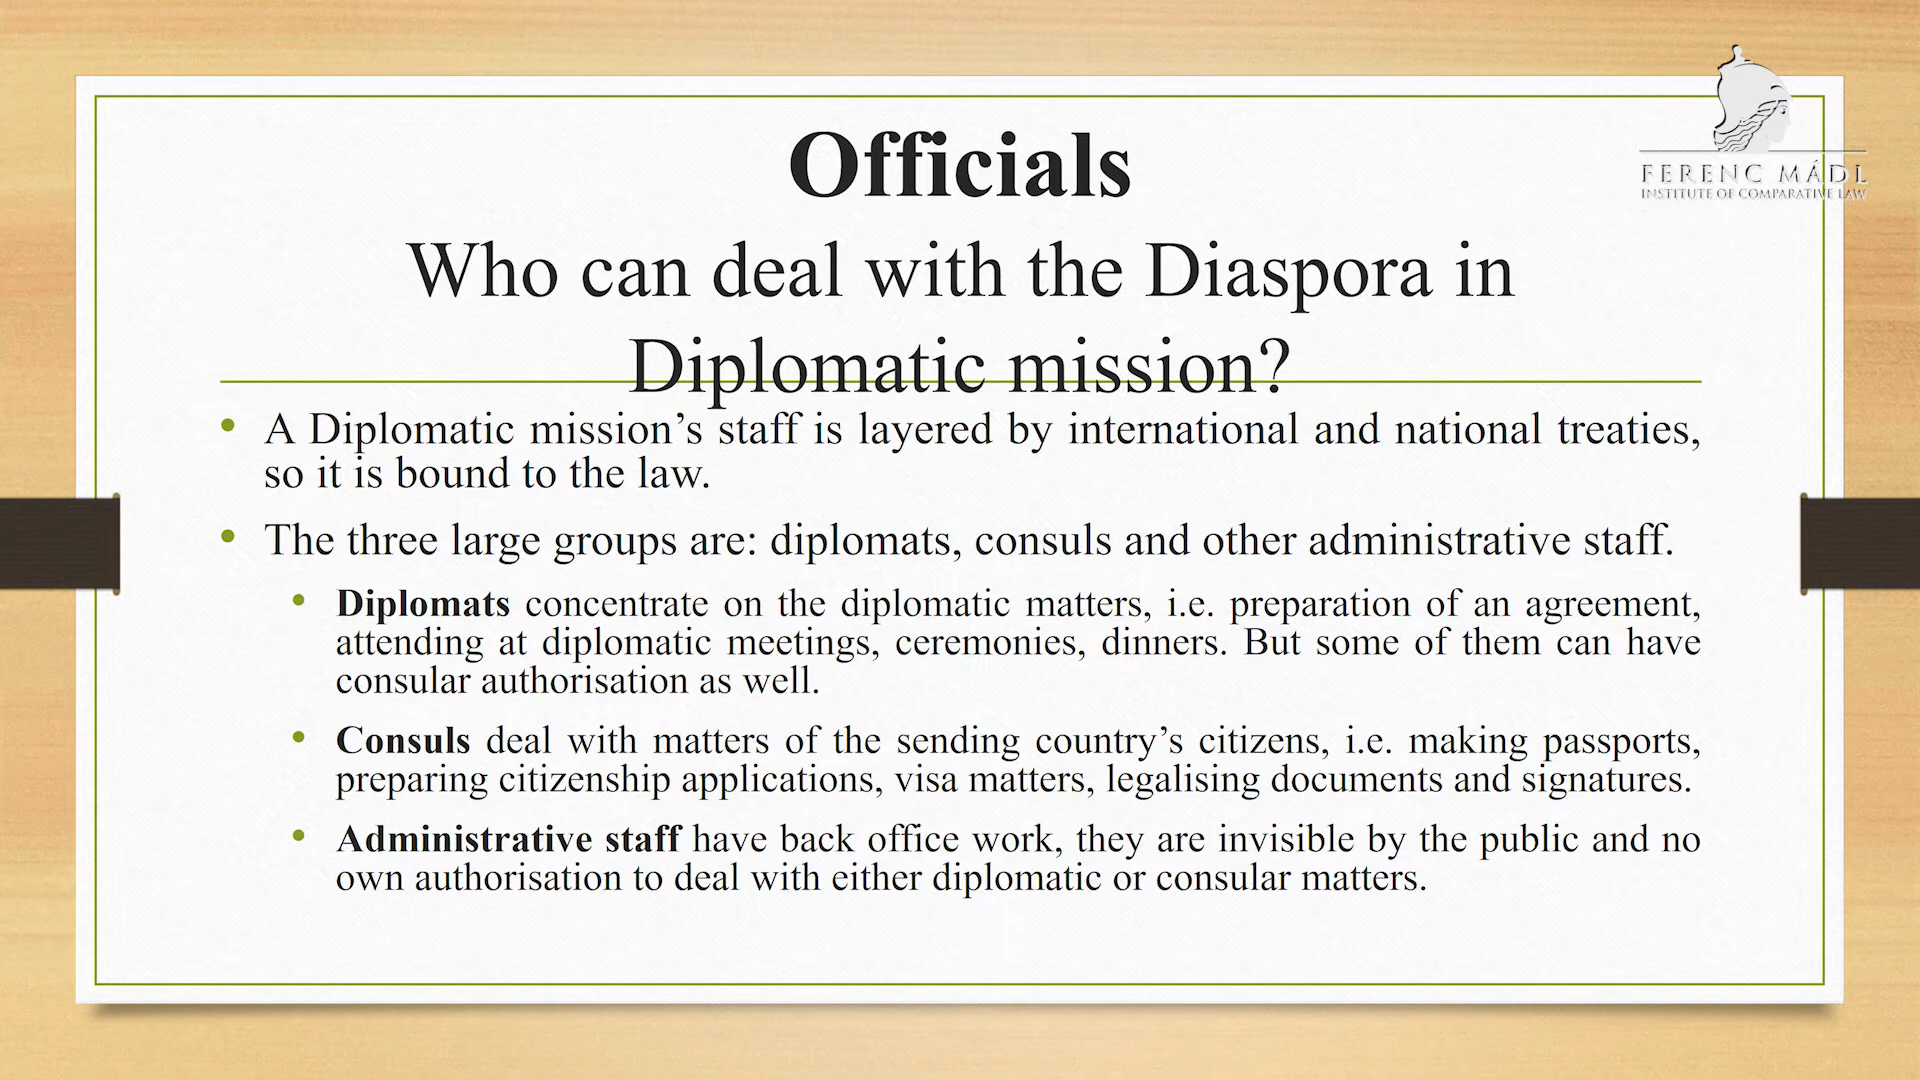 FERENC MÁDL
INSTITUTE OF COMPARATIVE LAW
Officials
Who can deal with the Diaspora in
Diplomatic mission?
• A Diplomatic mission’s staff is layered by international and national treaties,
so it is bound to the law.
• The three large groups are: diplomats, consuls and other administrative staff.
• Diplomats concentrate on the diplomatic matters, i.e. preparation of an agreement,
attending at diplomatic meetings, ceremonies, dinners. But some of them can have
consular authorisation as well.
• Consuls deal with matters of the sending country’s citizens, i.e. making passports,
preparing citizenship applications, visa matters, legalising documents and signatures.
• Administrative staff have back office work, they are invisible by the public and no
own authorisation to deal with either diplomatic or consular matters.